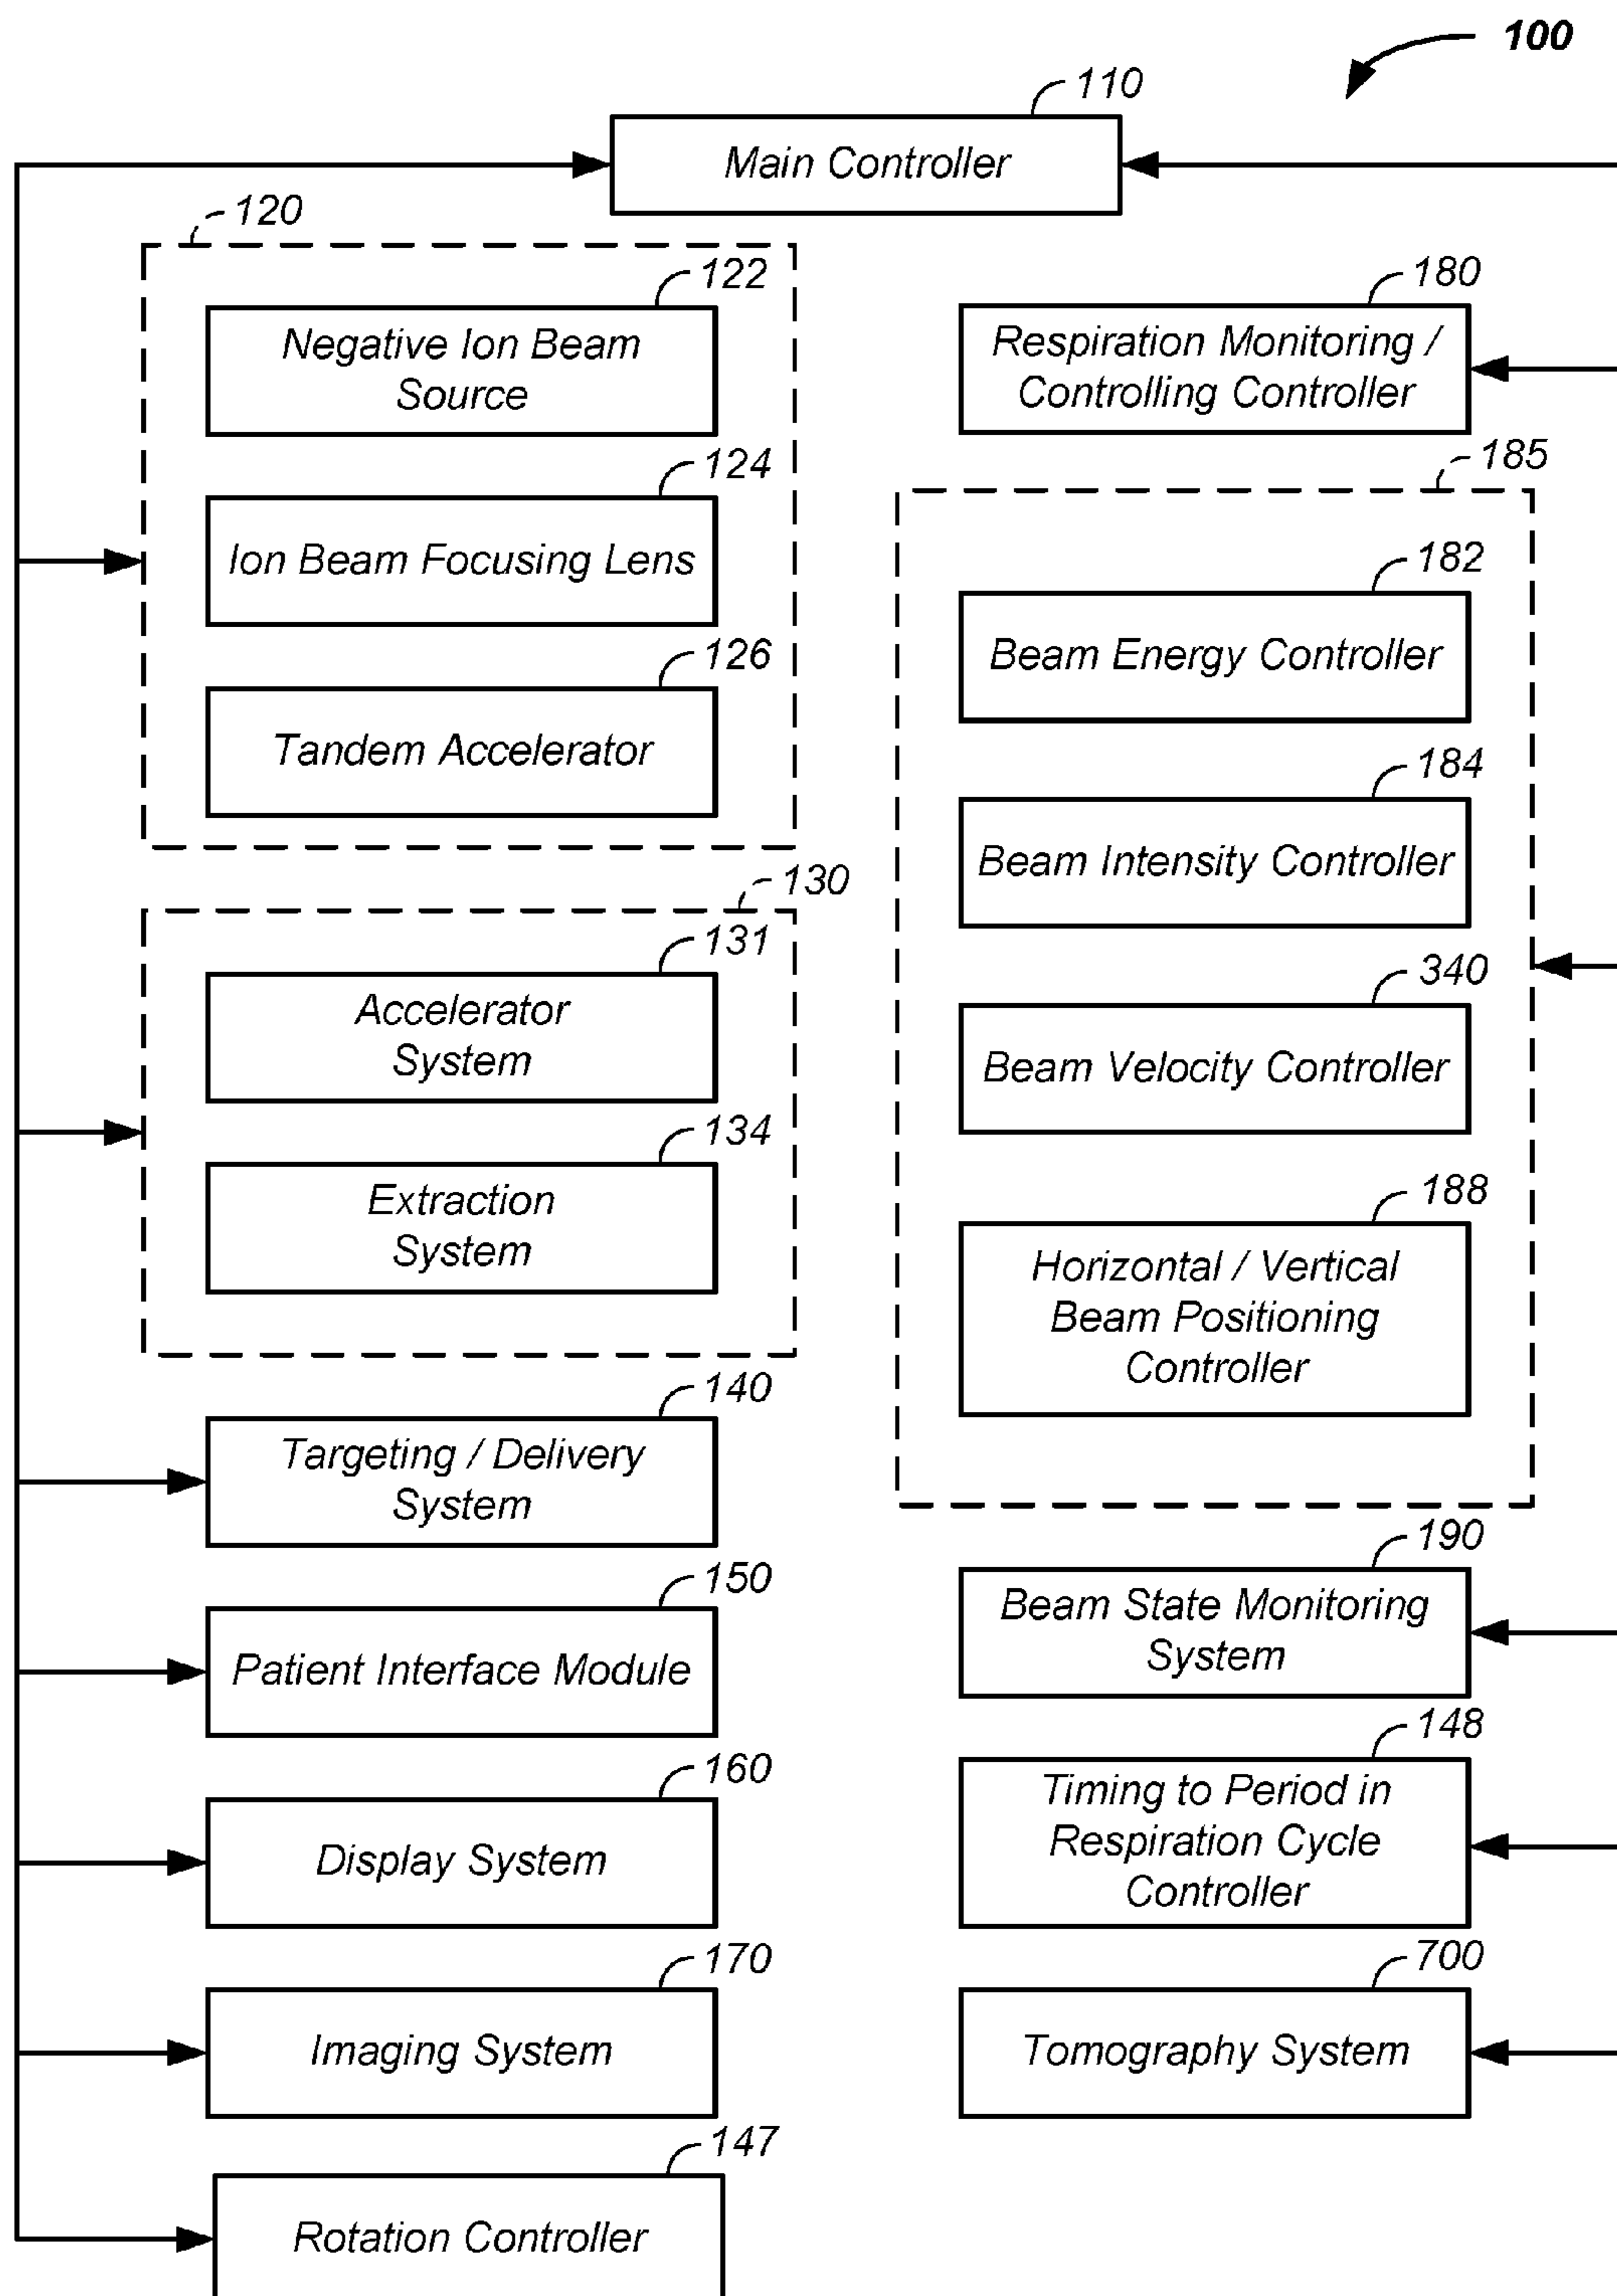 100
110
Main Controller
120
122
Negative Ion Beam
Source
124
Ion Beam Focusing Lens
126
Tandem Accelerator
130
131
Accelerator
System
134
Extraction
System
140
Targeting / Delivery
System
150
Patient Interface Module
160
Display System
170
Imaging System
147
Rotation Controller
180
Respiration Monitoring /
Controlling Controller
185
182
Beam Energy Controller
184
Beam Intensity Controller
340
Beam Velocity Controller
188
Horizontal / Vertical
Beam Positioning
Controller
190
Beam State Monitoring
System
148
Timing to Period in
Respiration Cycle
Controller
700
Tomography System